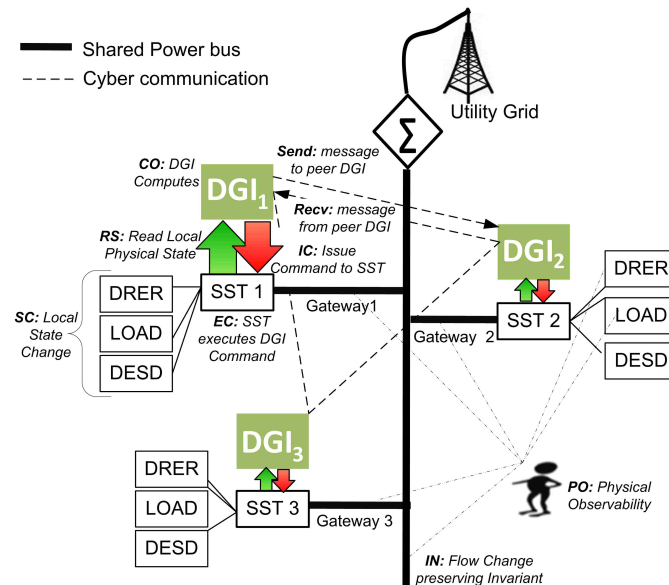 Shared Power bus
Cyber communication
Utility Grid
Σ
CO: DGI
Computes
Send: message
to peer DGI
DGI1
Recv: message
from peer DGI
DGI2
RS: Read Local
Physical State
IC: Issue
Command to SST
SC: Local
State
Change
DRER
LOAD
DESD
SST 1
Gateway1
EC: SST
executes DGI
Command
Gateway 2
SST 2
DRER
LOAD
DESD
DGI3
DRER
LOAD
DESD
SST 3
Gateway 3
PO: Physical
Observability
IN: Flow Change
preserving Invariant